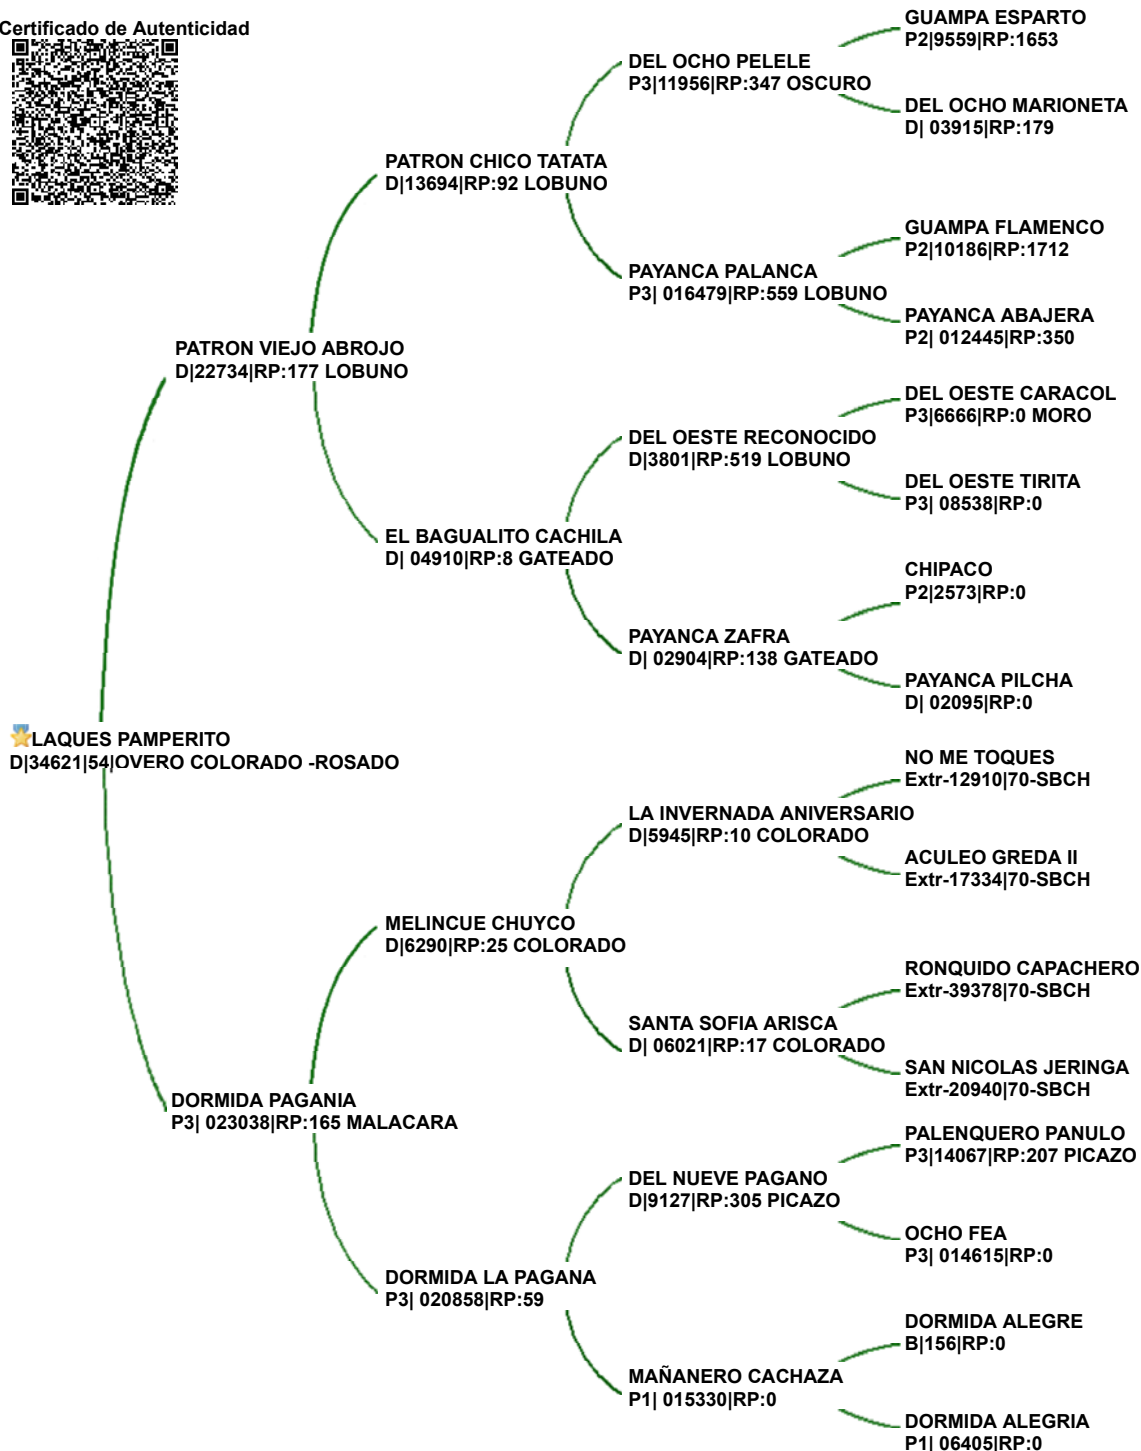 Certificado de Autenticidad
GUAMPA ESPARTO
P2|9559|RP:1653
DEL OCHO PELELE
P3|11956|RP:347 OSCURO
DEL OCHO MARIONETA
D| 03915|RP:179
PATRON CHICO TATATA
D|13694|RP:92 LOBUNO
GUAMPA FLAMENCO
P2|10186|RP:1712
PAYANCA PALANCA
P3| 016479|RP:559 LOBUNO
PAYANCA ABAJERA
P2| 012445|RP:350
PATRON VIEJO ABROJO
D|22734|RP:177 LOBUNO
DEL OESTE CARACOL
P3|6666|RP:0 MORO
DEL OESTE RECONOCIDO
D|3801|RP:519 LOBUNO
DEL OESTE TIRITA
P3| 08538|RP:0
EL BAGUALITO CACHILA
D| 04910|RP:8 GATEADO
CHIPACO
P2|2573|RP:0
PAYANCA ZAFRA
D| 02904|RP:138 GATEADO
PAYANCA PILCHA
D| 02095|RP:0
LAQUES PAMPERITO
D|34621|54|OVERO COLORADO -ROSADO
NO ME TOQUES
Extr-12910|70-SBCH
LA INVERNADA ANIVERSARIO
D|5945|RP:10 COLORADO
ACULEO GREDA II
Extr-17334|70-SBCH
MELINCUE CHUYCO
D|6290|RP:25 COLORADO
RONQUIDO CAPACHERO
Extr-39378|70-SBCH
SANTA SOFIA ARISCA
D| 06021|RP:17 COLORADO
SAN NICOLAS JERINGA
Extr-20940|70-SBCH
DORMIDA PAGANIA
P3| 023038|RP:165 MALACARA
PALENQUERO PANULO
P3|14067|RP:207 PICAZO
DEL NUEVE PAGANO
D|9127|RP:305 PICAZO
OCHO FEA
P3| 014615|RP:0
DORMIDA LA PAGANA
P3| 020858|RP:59
DORMIDA ALEGRE
B|156|RP:0
MAÑANERO CACHAZA
P1| 015330|RP:0
DORMIDA ALEGRIA
P1| 06405|RP:0